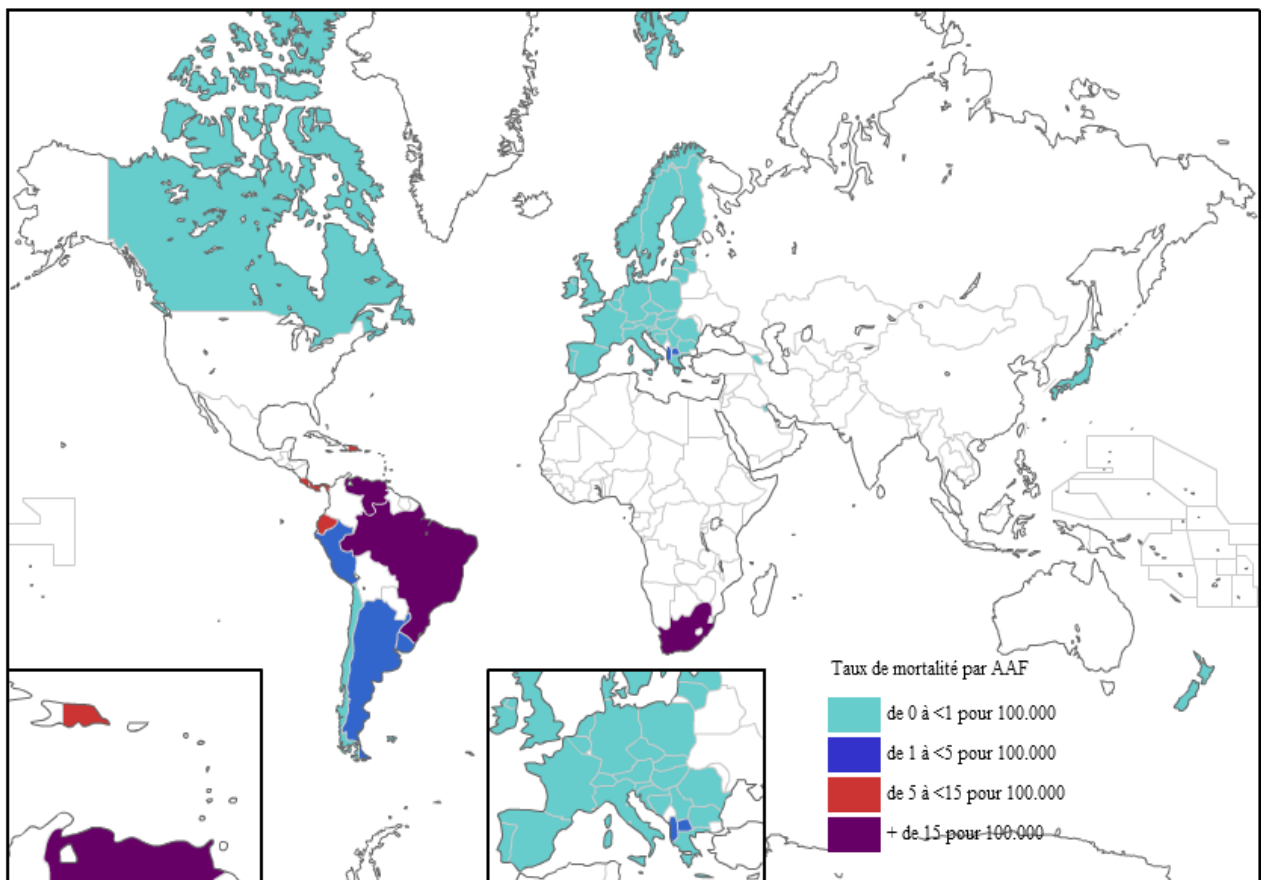 Taux de mortalité par AAF
de 0 à <1 pour 100.000
de 1 à <5 pour 100.000
de 5 à <15 pour 100.000
+ de 15 pour 100.000